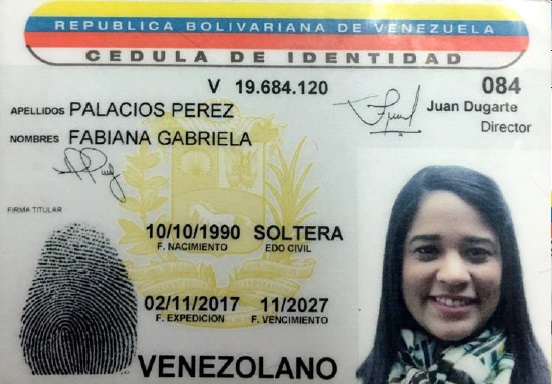 REPUBLICA BOLIVARIANA DE VENEZUELA
CEDULA DE IDENTIDAD
V 19.684.120
084
APELLIDOS PALACIOS PEREZ
Juan Dugarte
Director
NOMBRES FABIANA GABRIELA
FIRMA TITULAR
10/10/1990 SOLTERA
F. NACIMIENTO EDO CIVIL
02/11/2017 11/2027
F. EXPEDICION F. VENCIMIENTO
VENEZOLANO